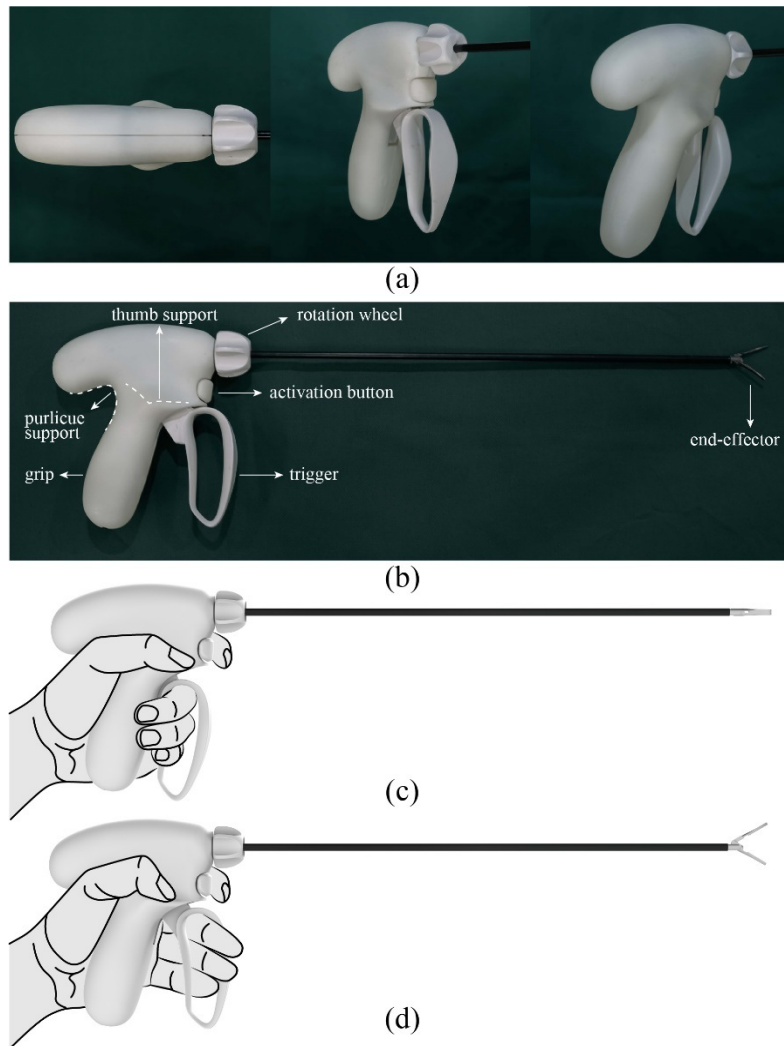 (a)
thumb support
rotation wheel
activation button
purlicue
support
end-effector
grip
trigger
(b)
(c)
(d)